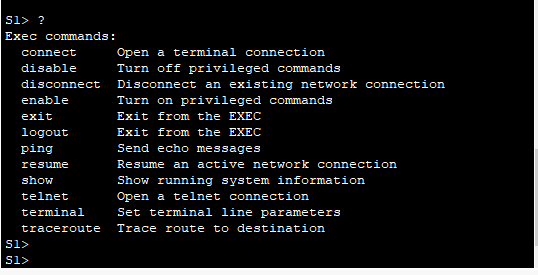 S1> ?
Exec commands:
  connect     Open a terminal connection
  disable     Turn off privileged commands
  disconnect  Disconnect an existing network connection
  enable      Turn on privileged commands
  exit        Exit from the EXEC
  logout      Exit from the EXEC
  ping        Send echo messages
  resume      Resume an active network connection
  show        Show running system information
  telnet      Open a telnet connection
  terminal    Set terminal line parameters
  traceroute  Trace route to destination
S1>
S1>